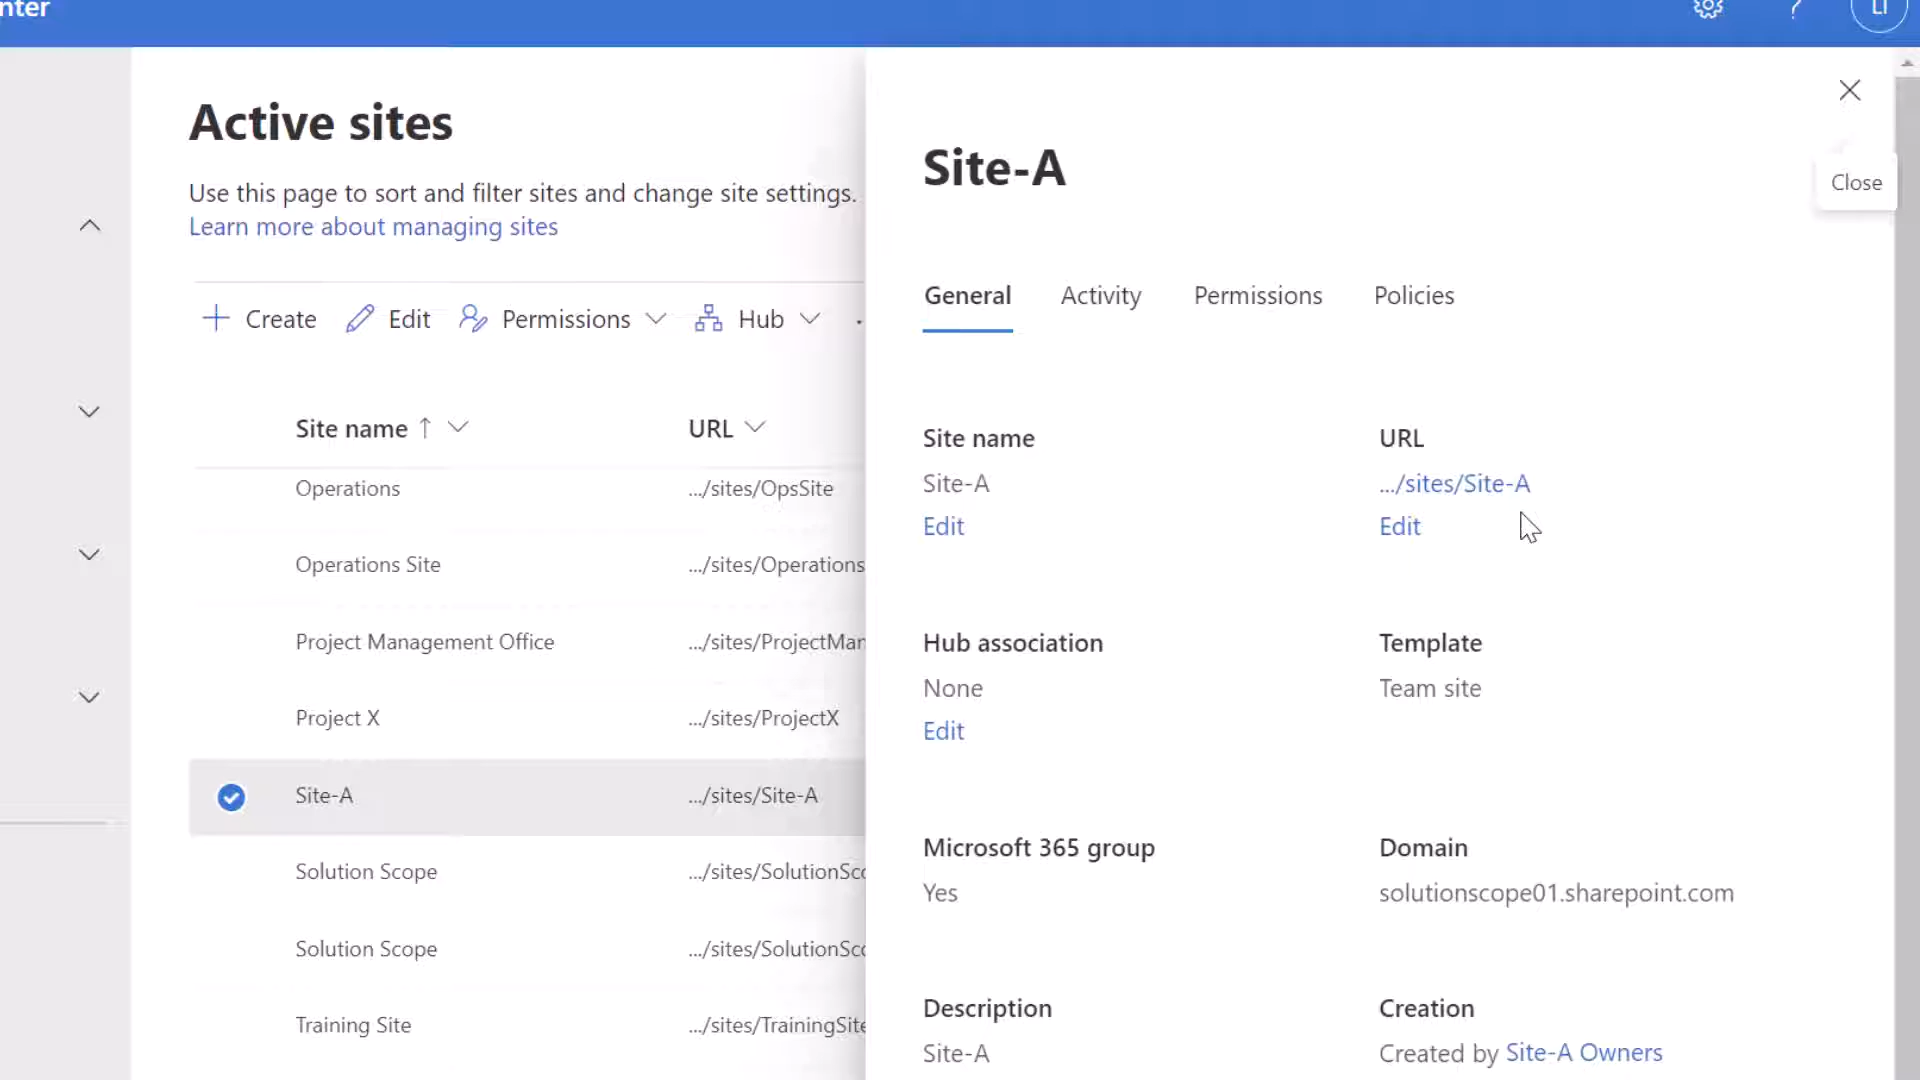 nter
LI
Active sites
Use this page to sort and filter sites and change site settings.
Learn more about managing sites
Create Edit Permissions Hub
Site name ↑ URL
Operations .../sites/OpsSite
Operations Site .../sites/Operations
Project Management Office .../sites/ProjectMan
Project X .../sites/ProjectX
Site-A .../sites/Site-A
Solution Scope .../sites/SolutionSco
Solution Scope .../sites/SolutionSco
Training Site .../sites/TrainingSite
Close
Site-A
General Activity Permissions Policies
Site name
Site-A
Edit
URL
.../sites/Site-A
Edit
Hub association
None
Edit
Template
Team site
Microsoft 365 group
Yes
Domain
solutionscope01.sharepoint.com
Description
Site-A
Creation
Created by Site-A Owners